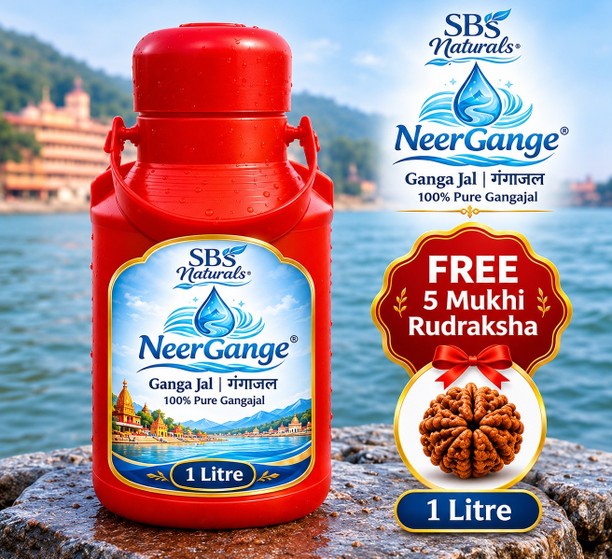 SBS
Naturals®
NeerGange®
Ganga Jal | गंगाजल
100% Pure Gangajal
1 Litre
SBS
Naturals®
NeerGange®
Ganga Jal | गंगाजल
100% Pure Gangajal
FREE
5 Mukhi
Rudraksha
1 Litre